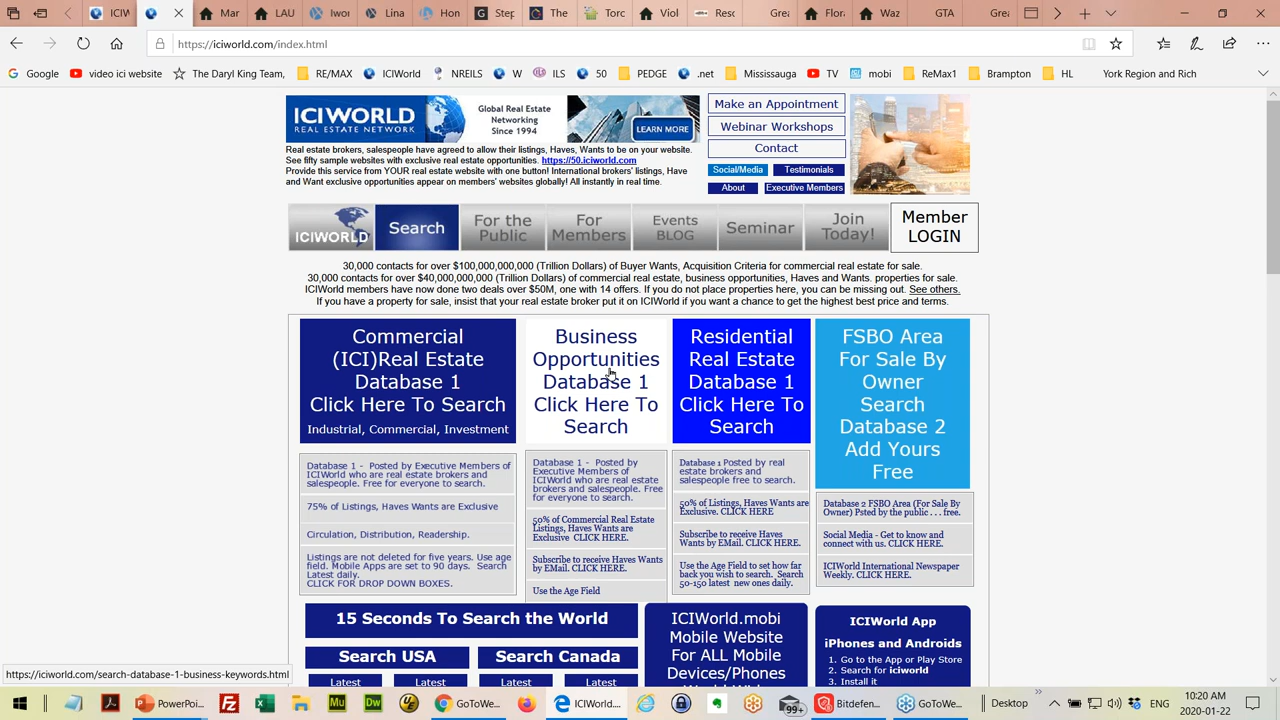 ICIW
Mar
LAU
Un
Con
Sea
inu
Stat
Hou
Flor
New
Grea
https://iciworld.com/index.html
Google
video ici website
The Daryl King Team,
RE/MAX
ICIWorld
NREILS
W
ILS
50
PEDGE
.net
Mississauga
TV
mobi
ReMax1
Brampton
HL
York Region and Rich
ICIWORLD
REAL ESTATE NETWORK
Global Real Estate
Networking
Since 1994
LEARN MORE
Make an Appointment
Webinar Workshops
Contact
Social/Media
Testimonials
About
Executive Members
Real estate brokers, salespeople have agreed to allow their listings, Haves, Wants to be on your website.
See fifty sample websites with exclusive real estate opportunities. https://50.iciworld.com
Provide this service from YOUR real estate website with one button! International brokers' listings, Have
and Want exclusive opportunities appear on members' websites globally! All instantly in real time.
ICIWORLD
Search
For the
Public
For
Members
Events
BLOG
Seminar
Join
Today!
Member
LOGIN
30,000 contacts for over $100,000,000,000 (Trillion Dollars) of Buyer Wants, Acquisition Criteria for commercial real estate for sale.
30,000 contacts for over $40,000,000,000 (Trillion Dollars) of commercial real estate, business opportunities, Haves and Wants. properties for sale.
ICIWorld members have now done two deals over $50M, one with 14 offers. If you do not place properties here, you can be missing out. See others.
If you have a property for sale, insist that your real estate broker put it on ICIWorld if you want a chance to get the highest best price and terms.
Commercial
(ICI)Real Estate
Database 1
Click Here To Search
Industrial, Commercial, Investment
Business
Opportunities
Database 1
Click Here To
Search
Residential
Real Estate
Database 1
Click Here To
Search
FSBO Area
For Sale By
Owner
Search
Database 2
Add Yours
Free
Database 1 - Posted by Executive Members of
ICIWorld who are real estate brokers and
salespeople. Free for everyone to search.
75% of Listings, Haves Wants are Exclusive
Circulation, Distribution, Readership.
Listings are not deleted for five years. Use age
field. Mobile Apps are set to 90 days. Search
Latest daily.
CLICK FOR DROP DOWN BOXES.
Database 1 - Posted by
Executive Members of
ICIWorld who are real estate
brokers and salespeople. Free
for everyone to search.
50% of Commercial Real Estate
Listings, Haves Wants are
Exclusive CLICK HERE.
Subscribe to receive Haves Wants
by EMail. CLICK HERE.
Use the Age Field
Database 1 Posted by real
estate brokers and
salespeople free to search.
50% of Listings, Haves Wants are
Exclusive. CLICK HERE
Subscribe to receive Haves
Wants by EMail. CLICK HERE.
Use the Age Field to set how far
back you wish to search. Search
50-150 latest new ones daily.
Database 2 FSBO Area (For Sale By
Owner) Psted by the public . . . free.
Social Media - Get to know and
connect with us. CLICK HERE.
ICIWorld International Newspaper
Weekly. CLICK HERE.
15 Seconds To Search the World
Search USA
Search Canada
Latest
Latest
Latest
Latest
ICIWorld.mobi
Mobile Website
For ALL Mobile
Devices/Phones
ICIWorld App
iPhones and Androids
1. Go to the App or Play Store
2. Search for iciworld
3. Install it
https://iciworld.com/search-database-1-business-keywords.html
PowerPoi...
GoToWe...
ICIWorld....
99+
Bitdefen...
GoToWe...
Desktop
ENG
10:20 AM
2020-01-22